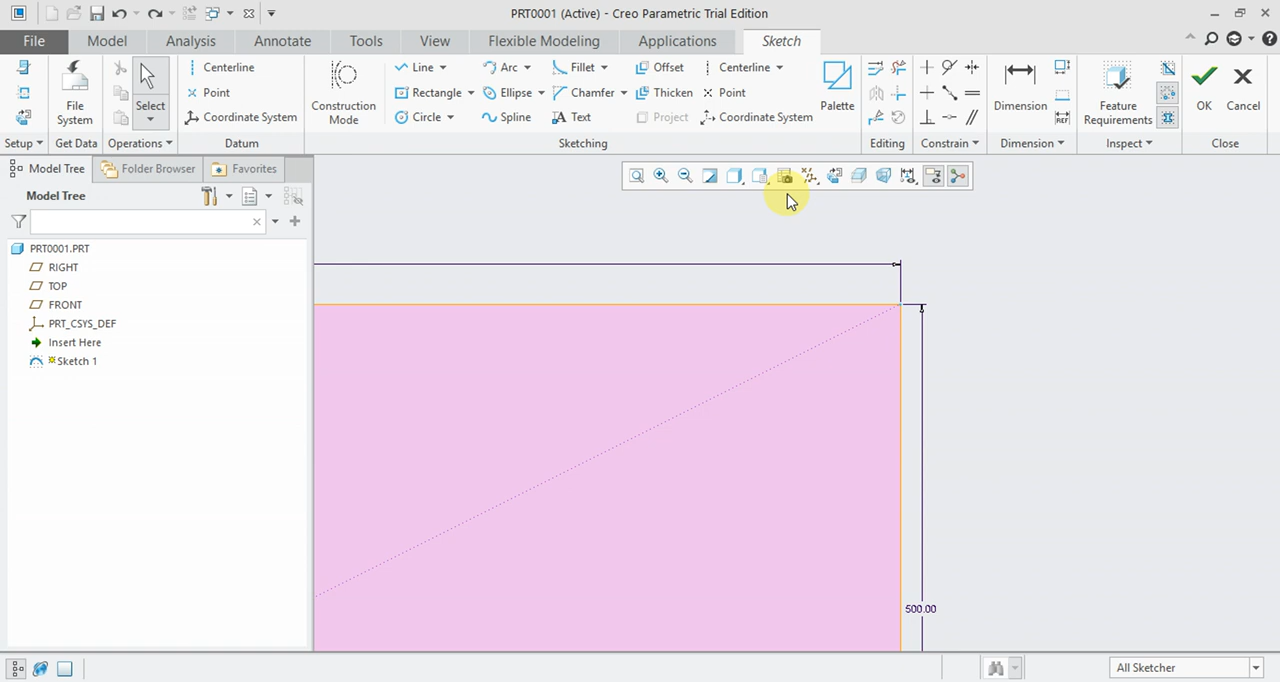 PRT0001 (Active) - Creo Parametric Trial Edition
File Model Analysis Annotate Tools View Flexible Modeling Applications Sketch
Centerline Line Arc Fillet Offset Centerline
Point Rectangle Ellipse Chamfer Thicken Point
File System Select Construction Mode Palette Dimension Feature Requirements OK Cancel
Coordinate System Circle Spline Text Project Coordinate System
Setup Get Data Operations Datum Sketching Editing Constrain Dimension Inspect Close
REF
Model Tree Folder Browser Favorites
Model Tree
PRT0001.PRT
RIGHT
TOP
FRONT
PRT_CSYS_DEF
Insert Here
Sketch 1
500.00
All Sketcher